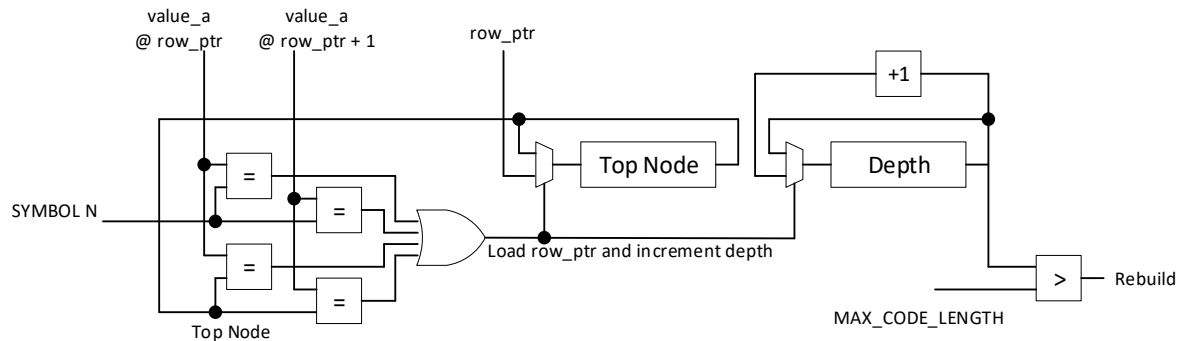 value_a
@ row_ptr
value_a
@ row_ptr + 1
row_ptr
+1
Top Node
Depth
=
=
SYMBOL N
Load row_ptr and increment depth
=
=
>
Rebuild
Top Node
MAX_CODE_LENGTH